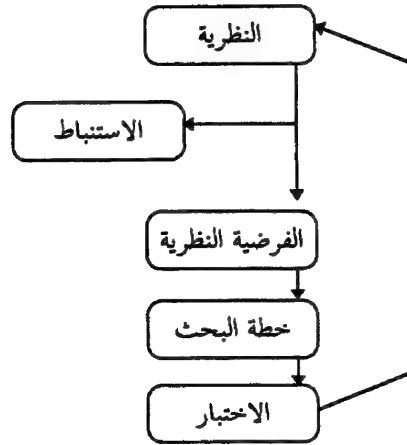 النظرية
الاستنباط
الفرضية النظرية
خطة البحث
الاختبار